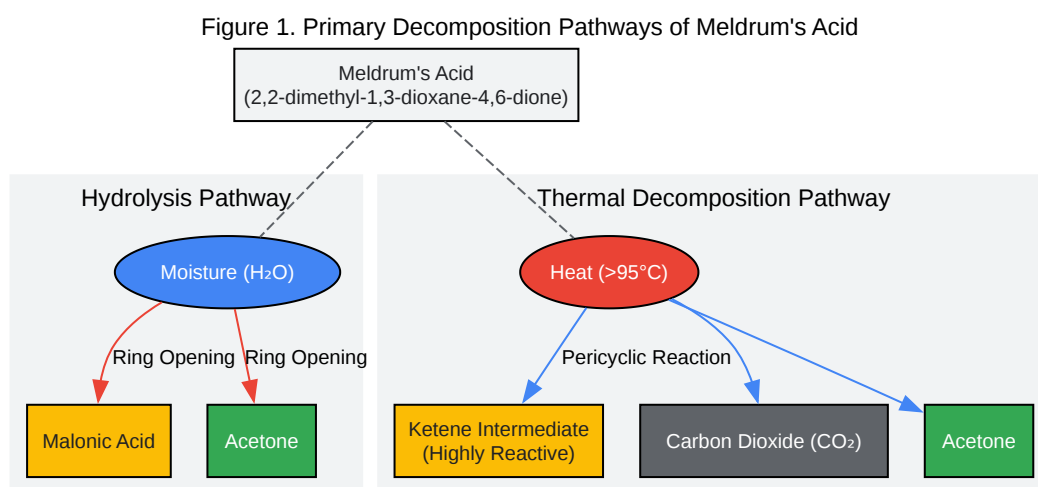 Figure 1. Primary Decomposition Pathways of Meldrum's Acid
Meldrum's Acid
(2,2-dimethyl-1,3-dioxane-4,6-dione)
Hydrolysis Pathway
Thermal Decomposition Pathway
Moisture (H₂O)
Heat (>95°C)
Ring Opening
Ring Opening
Pericyclic Reaction
Malonic Acid
Acetone
Ketene Intermediate
(Highly Reactive)
Carbon Dioxide (CO₂)
Acetone